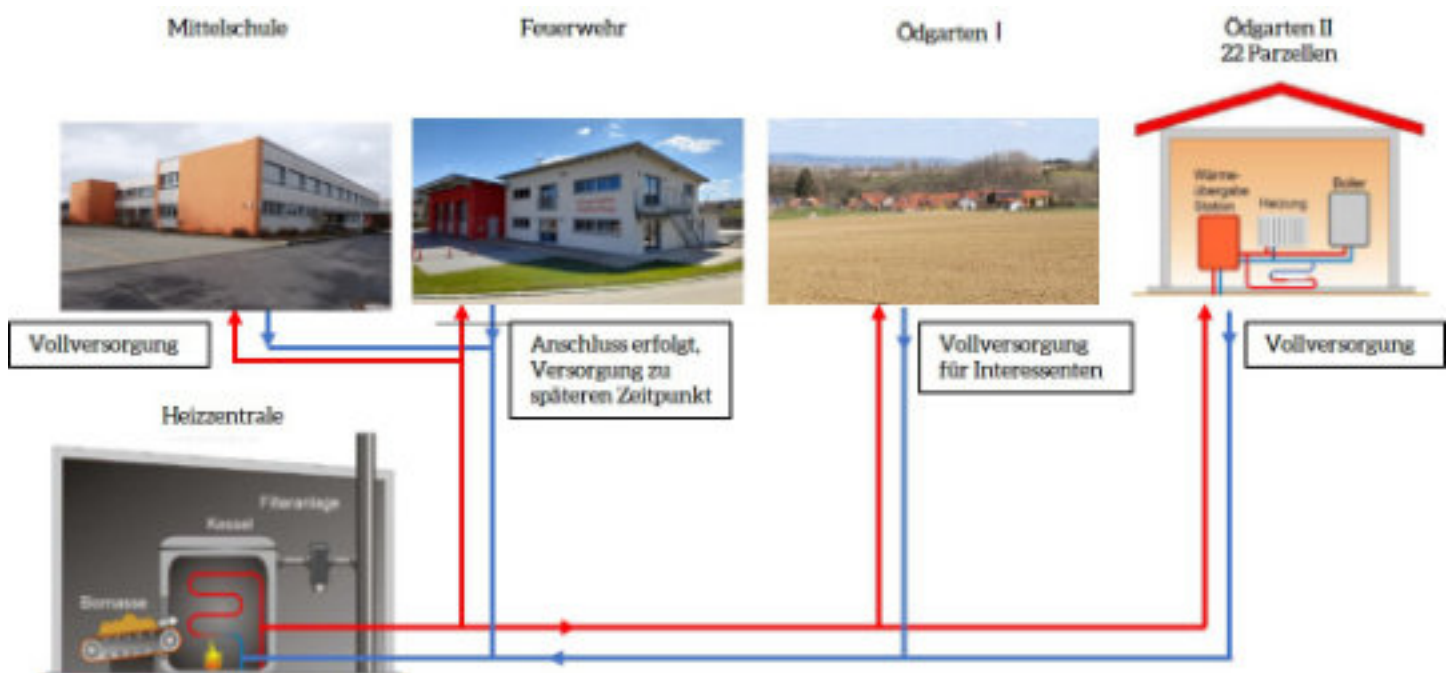 Mittelschule
Feuerwehr
Ödgarten I
Ödgarten II
22 Parzellen
Wärme-
übergabe
Station
Heizung
Boiler
Vollversorgung
Anschluss erfolgt,
Versorgung zu
späteren Zeitpunkt
Vollversorgung
für Interessenten
Vollversorgung
Heizzentrale
Filteranlage
Kessel
Biomasse